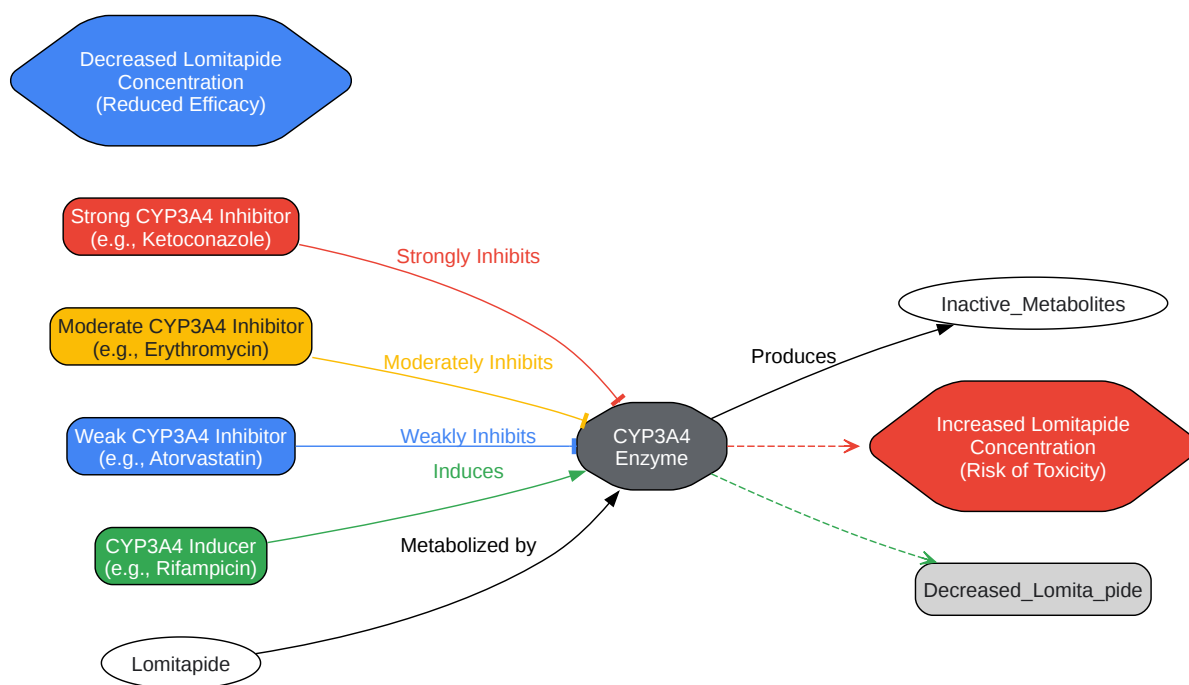 Decreased Lomitapide
Concentration
(Reduced Efficacy)
Strong CYP3A4 Inhibitor
(e.g., Ketoconazole)
Strongly Inhibits
Moderate CYP3A4 Inhibitor
(e.g., Erythromycin)
Moderately Inhibits
Weak CYP3A4 Inhibitor
(e.g., Atorvastatin)
Weakly Inhibits
CYP3A4 Inducer
(e.g., Rifampicin)
Induces
Lomitapide
Metabolized by
CYP3A4
Enzyme
Produces
Inactive_Metabolites
Increased Lomitapide
Concentration
(Risk of Toxicity)
Decreased_Lomita_pide